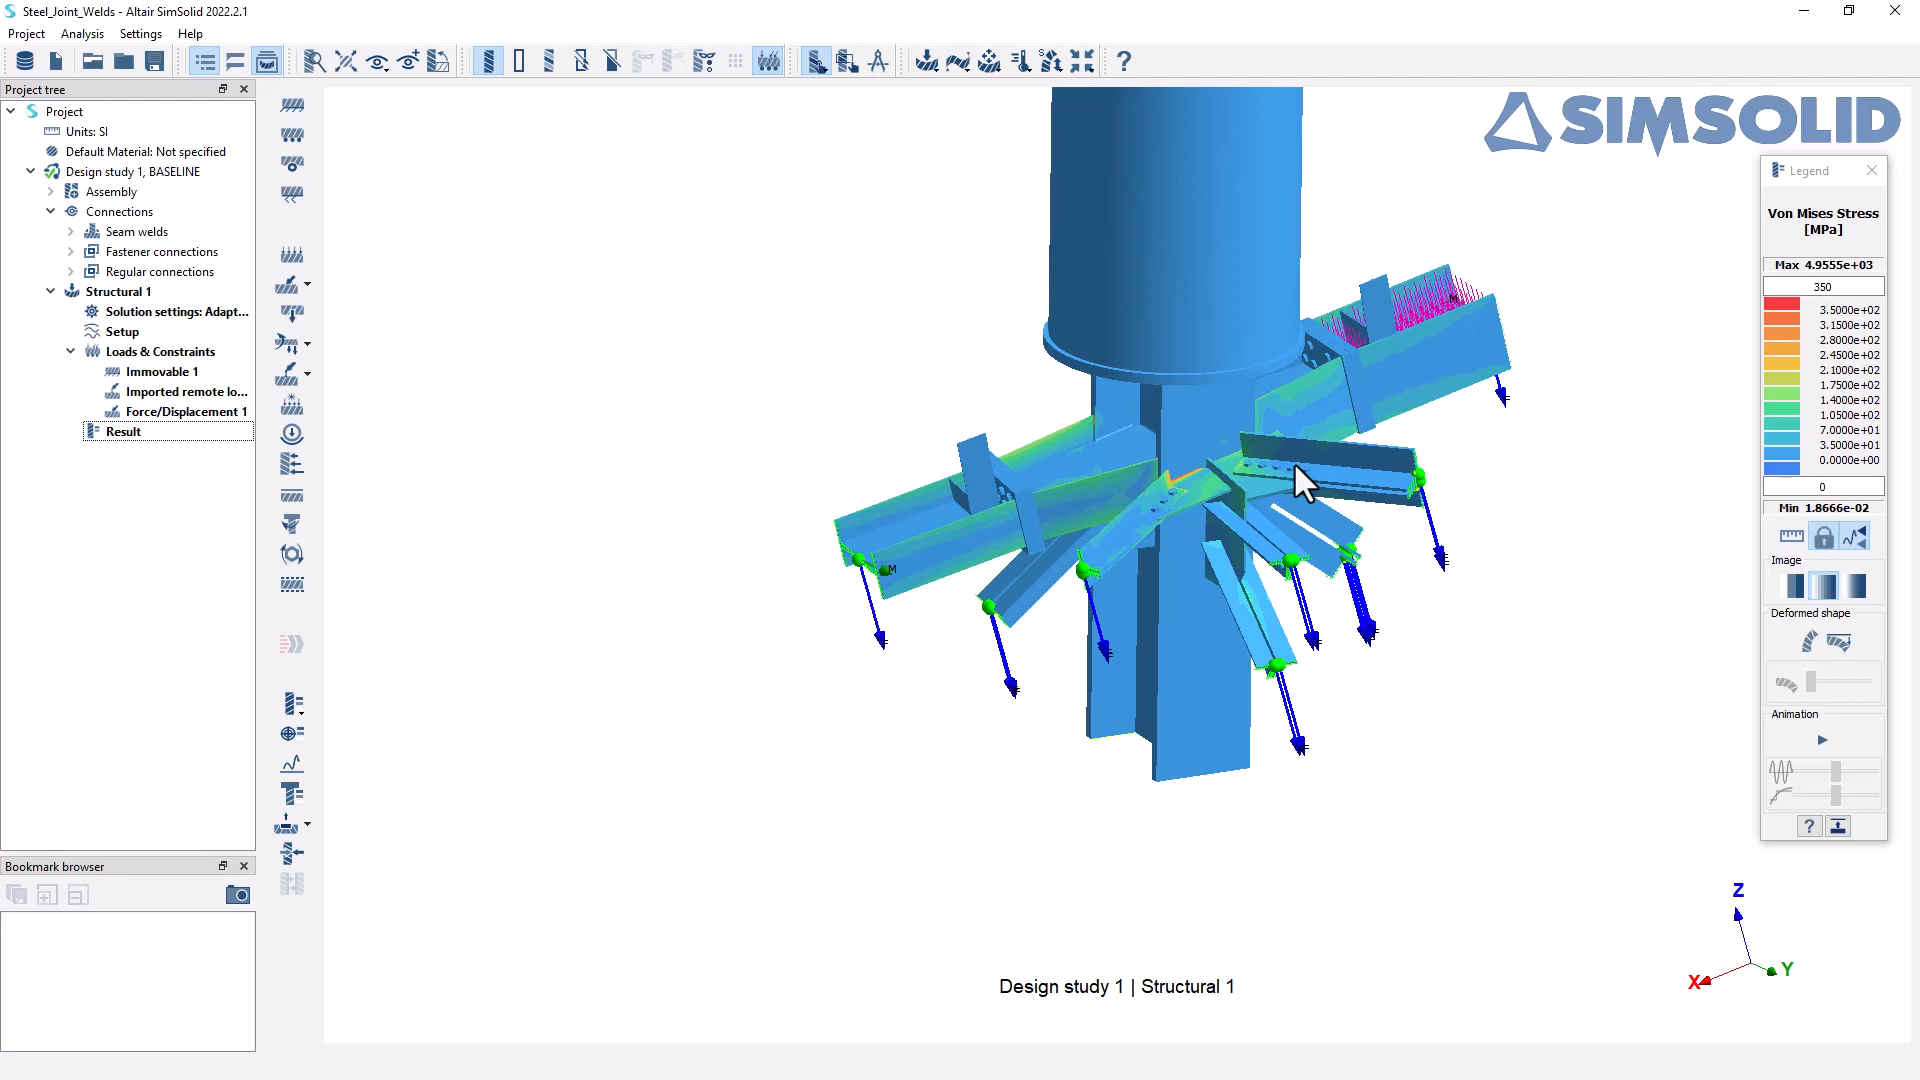 Steel_Joint_Welds - Altair SimSolid 2022.2.1
Project Analysis Settings Help
Project tree
Project
Units: SI
Default Material: Not specified
Design study 1, BASELINE
Assembly
Connections
Seam welds
Fastener connections
Regular connections
Structural 1
Solution settings: Adapt...
Setup
Loads & Constraints
Immovable 1
Imported remote lo...
Force/Displacement 1
Result
Bookmark browser
SIMSOLID
Legend
Von Mises Stress
[MPa]
Max 4.9555e+03
350
3.5000e+02
3.1500e+02
2.8000e+02
2.4500e+02
2.1000e+02
1.7500e+02
1.4000e+02
1.0500e+02
7.0000e+01
3.5000e+01
0.0000e+00
0
Min 1.8666e-02
Image
Deformed shape
Animation
M
M
F
F
F
F
F
F
F
F
Z
X
Y
Design study 1 | Structural 1